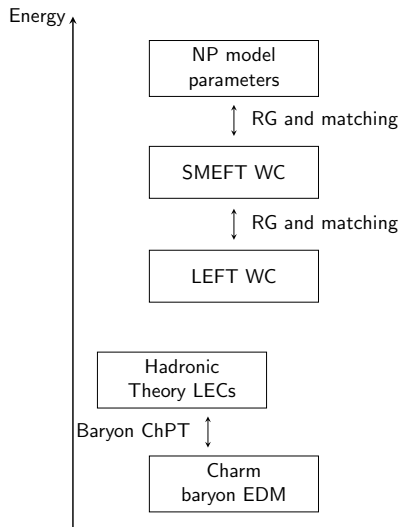 Energy
NP model
parameters
RG and matching
SMEFT WC
RG and matching
LEFT WC
Hadronic
Theory LECs
Baryon ChPT
Charm
baryon EDM